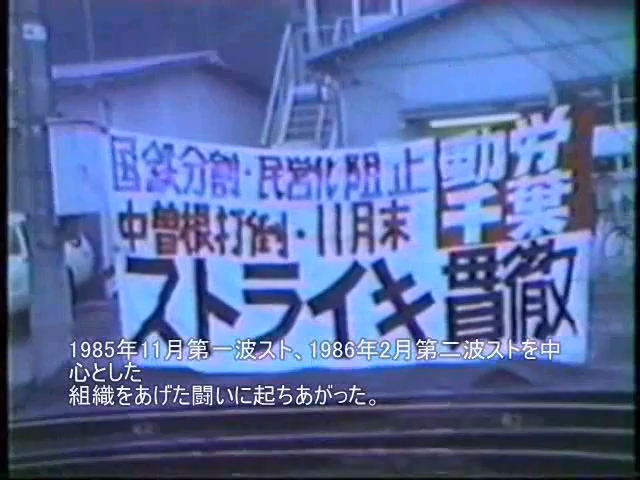 国鉄分割・民営化阻止
動労
千葉
中曽根打倒・11月末
ストライキ貫徹
1985年11月第一波スト、1986年2月第二波ストを中
心とした
組織をあげた闘いに起ちあがった。